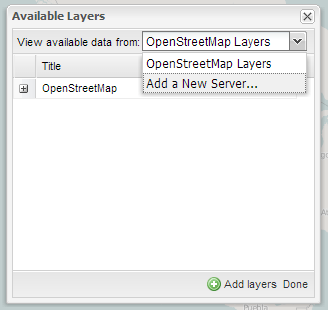 Available Layers
View available data from: OpenStreetMap Layers
OpenStreetMap Layers
Title
Add a New Server...
OpenStreetMap
Add layers Done